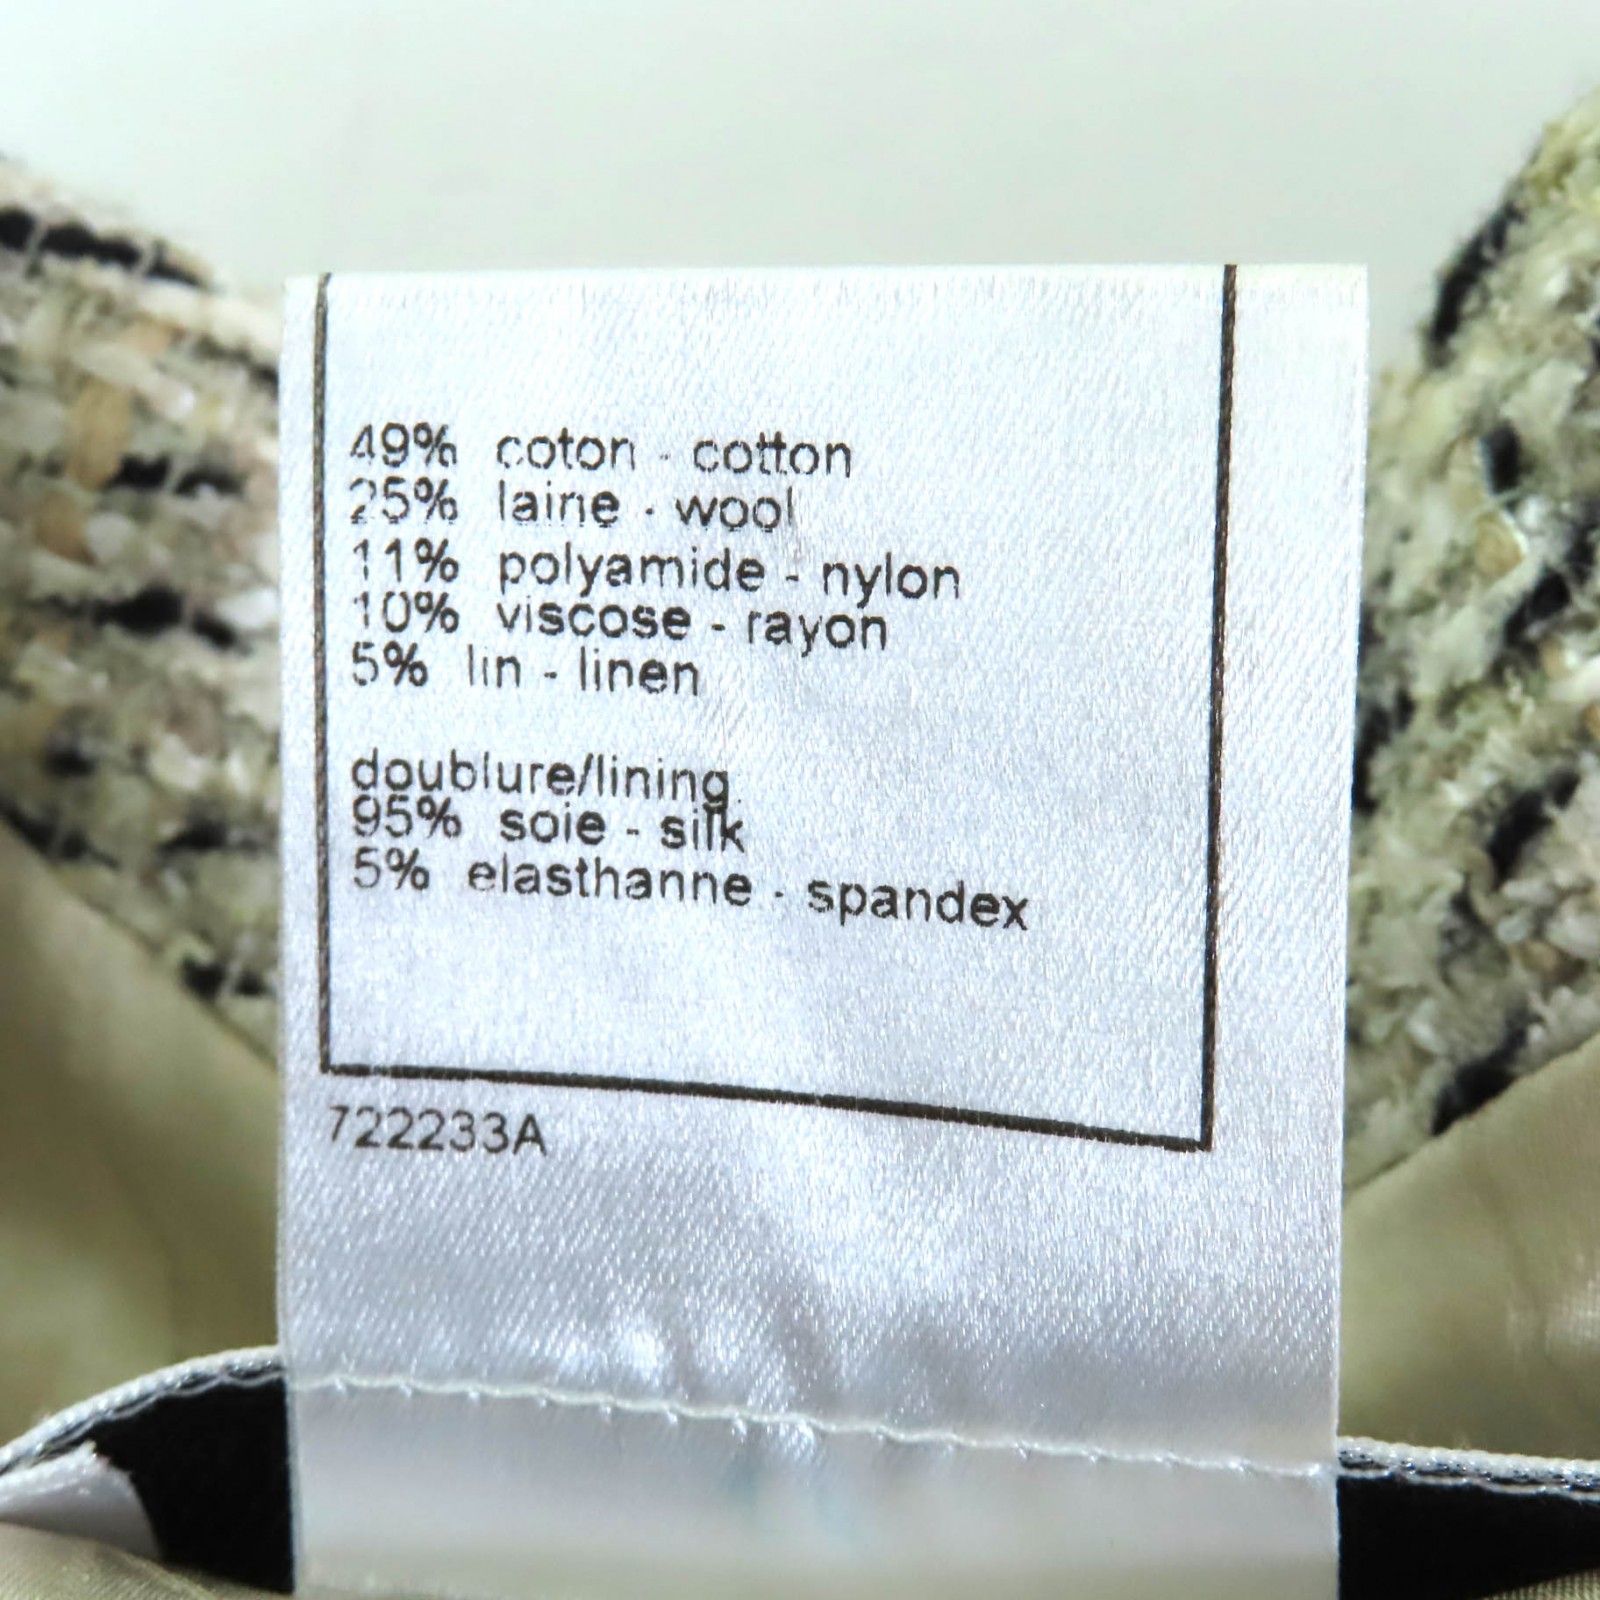 49% coton - cotton
25% laine - wool
11% polyamide - nylon
10% viscose - rayon
5% lin - linen
doublure/lining
95% soie - silk
5% elasthanne - spandex
722233A